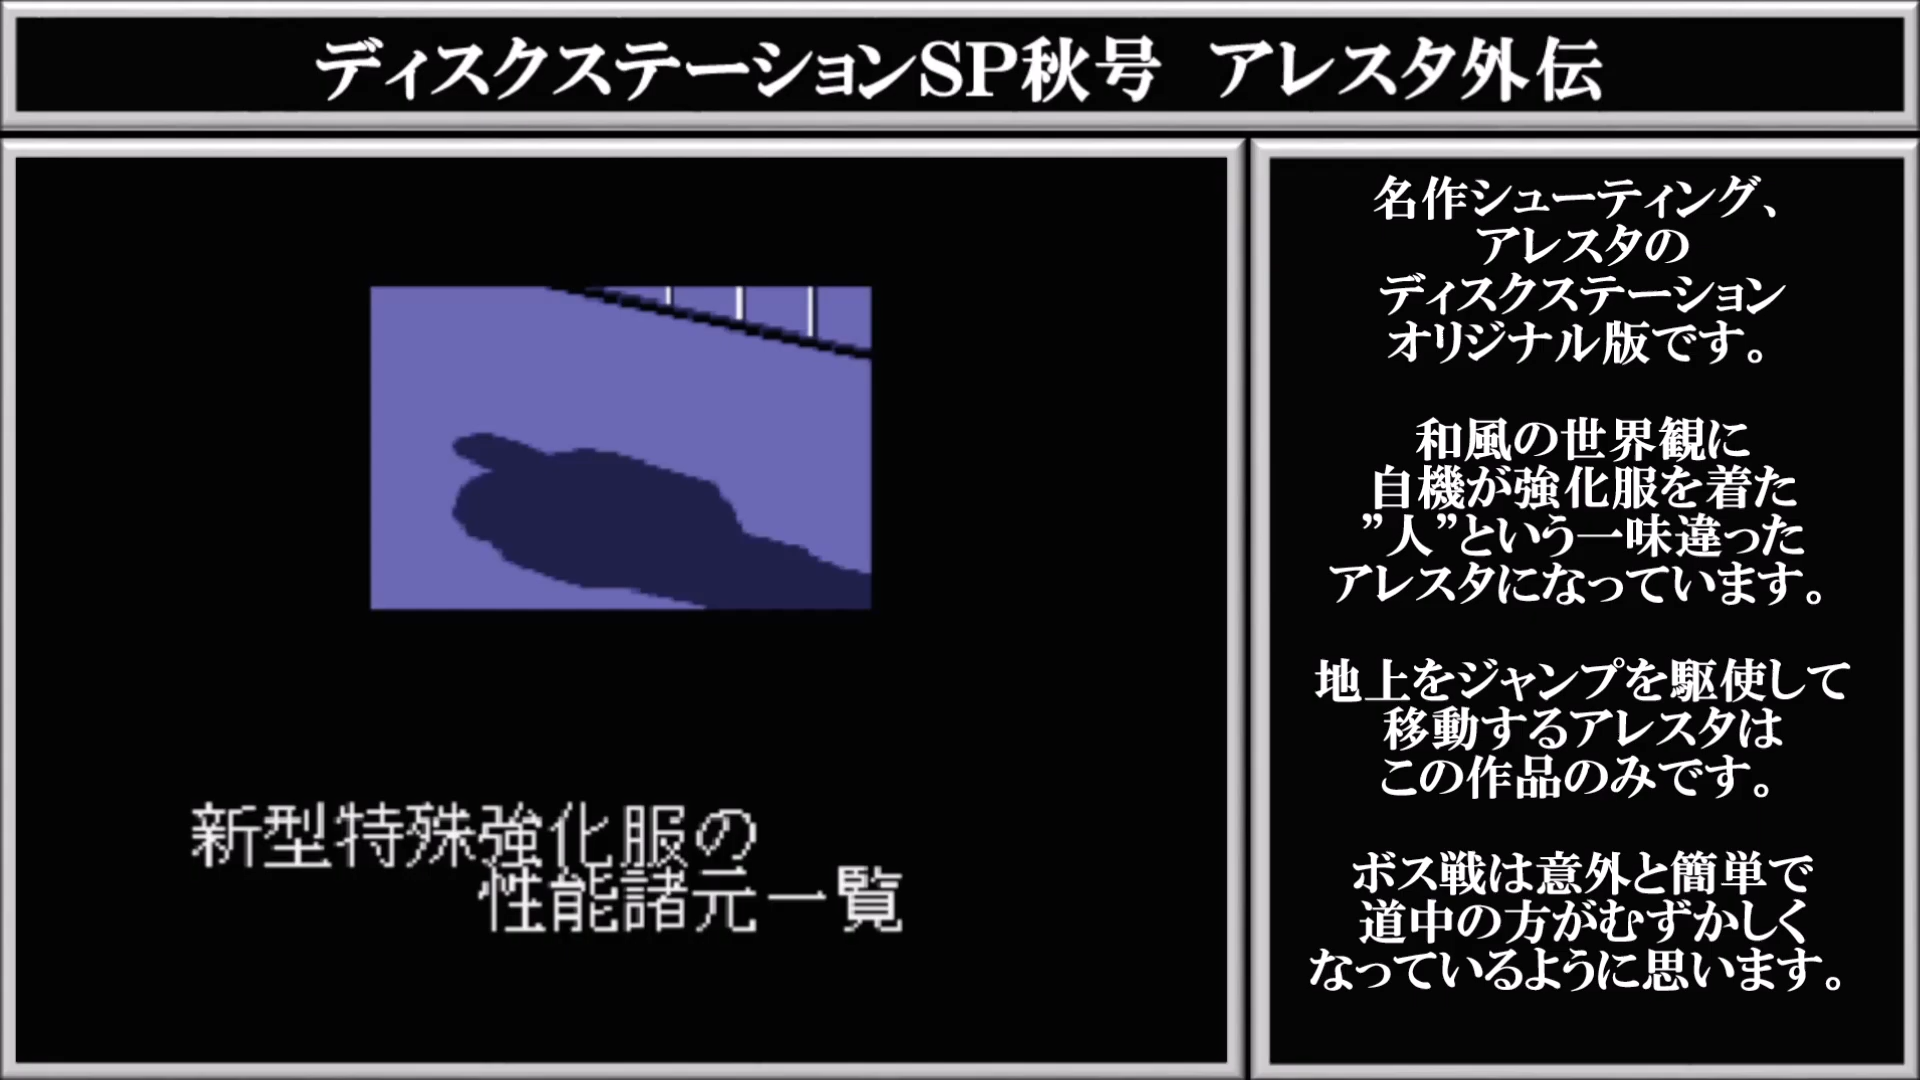 ディスクステーションSP秋号　アレスタ外伝
新型特殊強化服の
性能諸元一覧
名作シューティング、
アレスタの
ディスクステーション
オリジナル版です。
和風の世界観に
自機が強化服を着た
”人”という一味違った
アレスタになっています。
地上をジャンプを駆使して
移動するアレスタは
この作品のみです。
ボス戦は意外と簡単で
道中の方がむずかしく
なっているように思います。